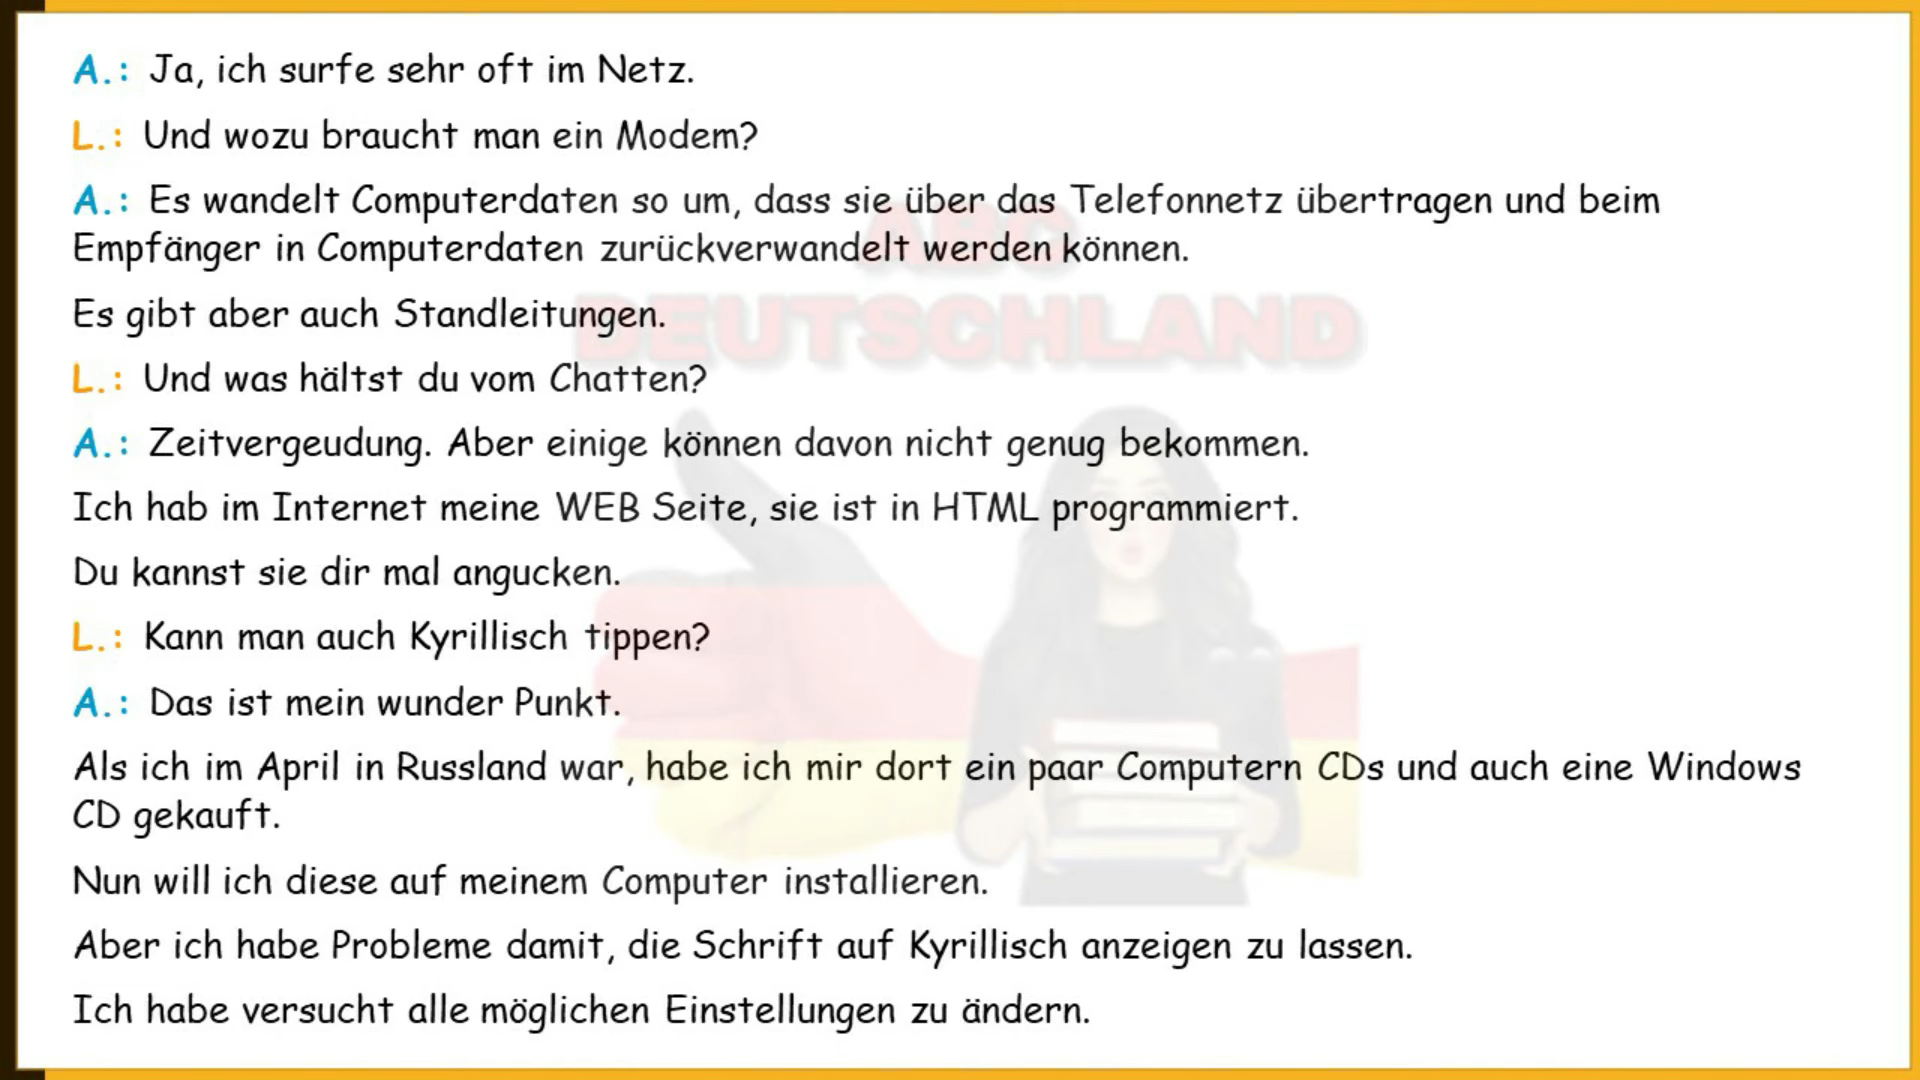 A.: Ja, ich surfe sehr oft im Netz.
L.: Und wozu braucht man ein Modem?
A.: Es wandelt Computerdaten so um, dass sie über das Telefonnetz übertragen und beim
Empfänger in Computerdaten zurückverwandelt werden können.
Es gibt aber auch Standleitungen.
L.: Und was hältst du vom Chatten?
A.: Zeitvergeudung. Aber einige können davon nicht genug bekommen.
Ich hab im Internet meine WEB Seite, sie ist in HTML programmiert.
Du kannst sie dir mal angucken.
L.: Kann man auch Kyrillisch tippen?
A.: Das ist mein wunder Punkt.
Als ich im April in Russland war, habe ich mir dort ein paar Computern CDs und auch eine Windows
CD gekauft.
Nun will ich diese auf meinem Computer installieren.
Aber ich habe Probleme damit, die Schrift auf Kyrillisch anzeigen zu lassen.
Ich habe versucht alle möglichen Einstellungen zu ändern.
ABC
DEUTSCHLAND